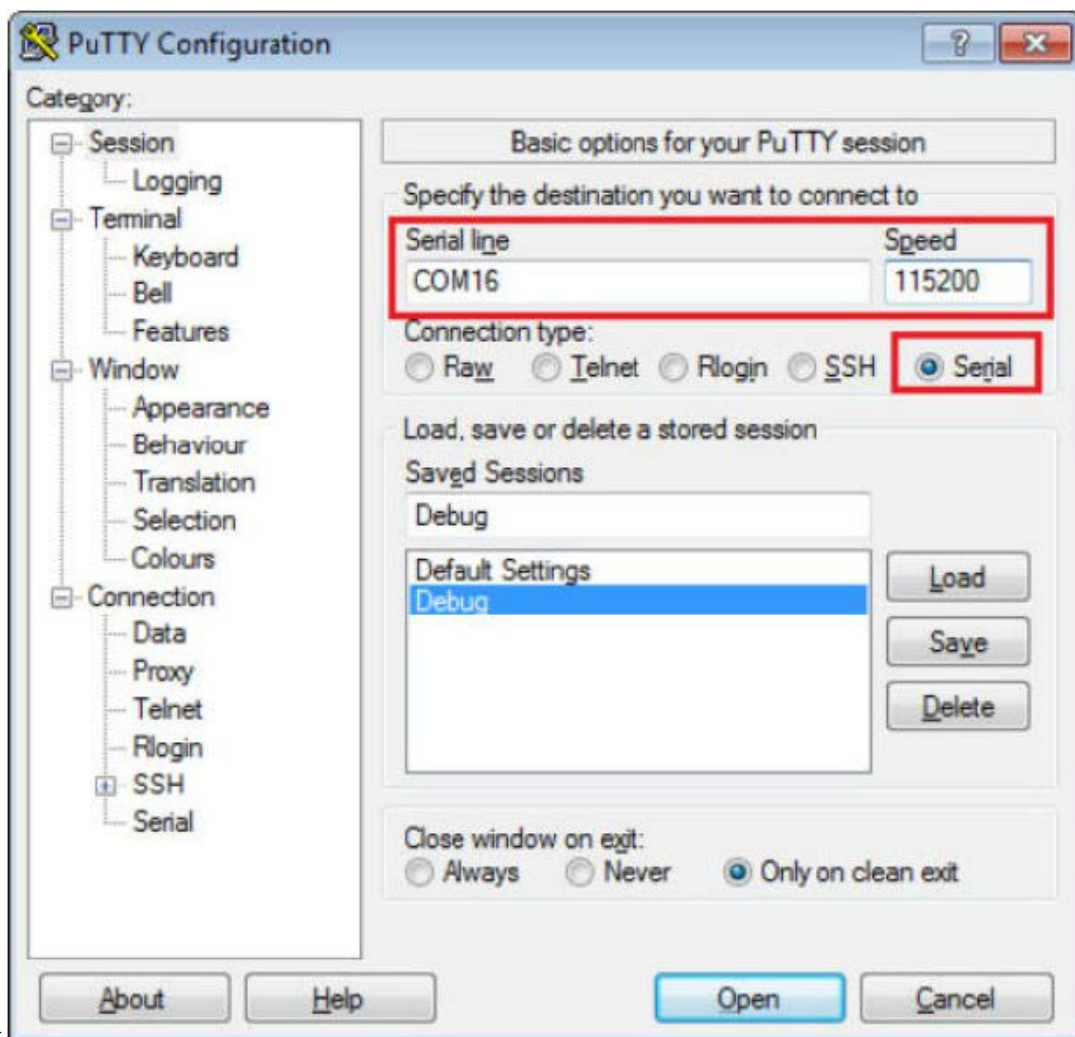 PuTTY Configuration
Category:
Session
Logging
Terminal
Keyboard
Bell
Features
Window
Appearance
Behaviour
Translation
Selection
Colours
Connection
Data
Proxy
Telnet
Rlogin
SSH
Serial
Basic options for your PuTTY session
Specify the destination you want to connect to
Serial line Speed
COM16 115200
Connection type:
Raw Telnet Rlogin SSH Serial
Load, save or delete a stored session
Saved Sessions
Debug
Default Settings
Debug
Load
Save
Delete
Close window on exit:
Always Never Only on clean exit
About Help Open Cancel